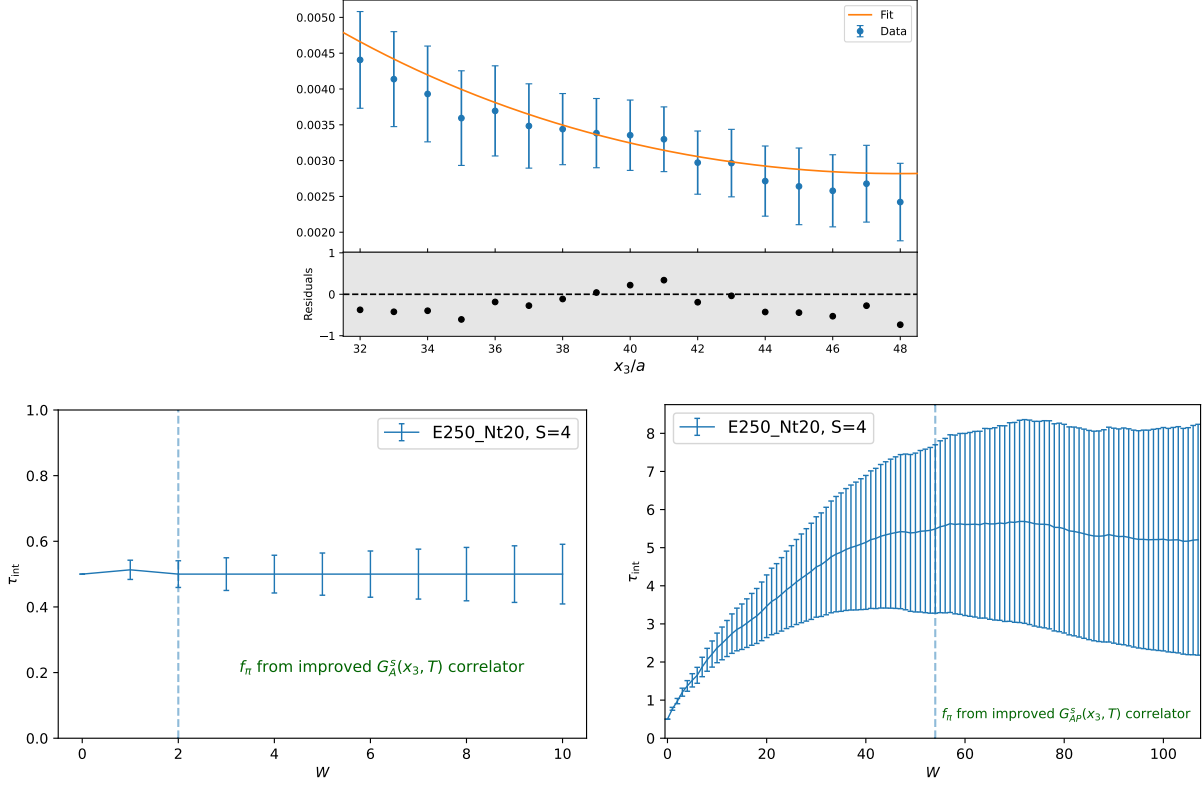 0.0050
0.0045
0.0040
0.0035
0.0030
0.0025
0.0020
Fit
Data
1
0
−1
Residuals
32 34 36 38 40 42 44 46 48
x₃/a
1.0
0.8
0.6
0.4
0.2
0.0
τint
E250_Nt20, S=4
fπ from improved G^s_A(x₃, T) correlator
0 2 4 6 8 10
W
8
7
6
5
4
3
2
1
0
τint
E250_Nt20, S=4
fπ from improved G^s_AP(x₃, T) correlator
0 20 40 60 80 100
W